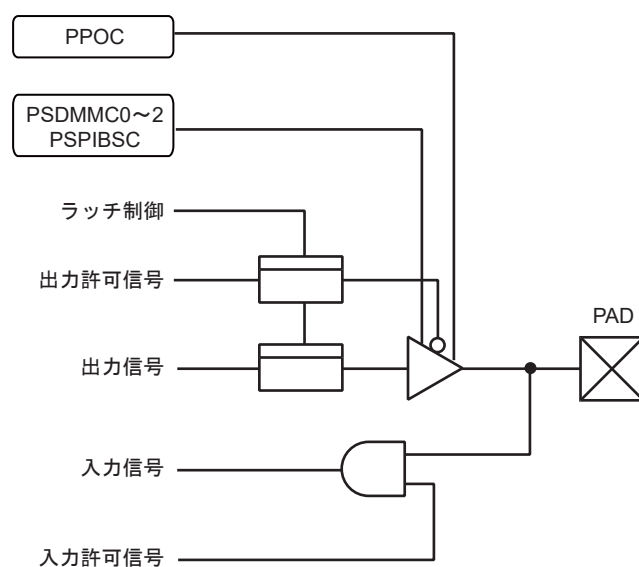 PPOC
PSDMMC0～2
PSPIBSC
ラッチ制御
出力許可信号
PAD
出力信号
入力信号
入力許可信号